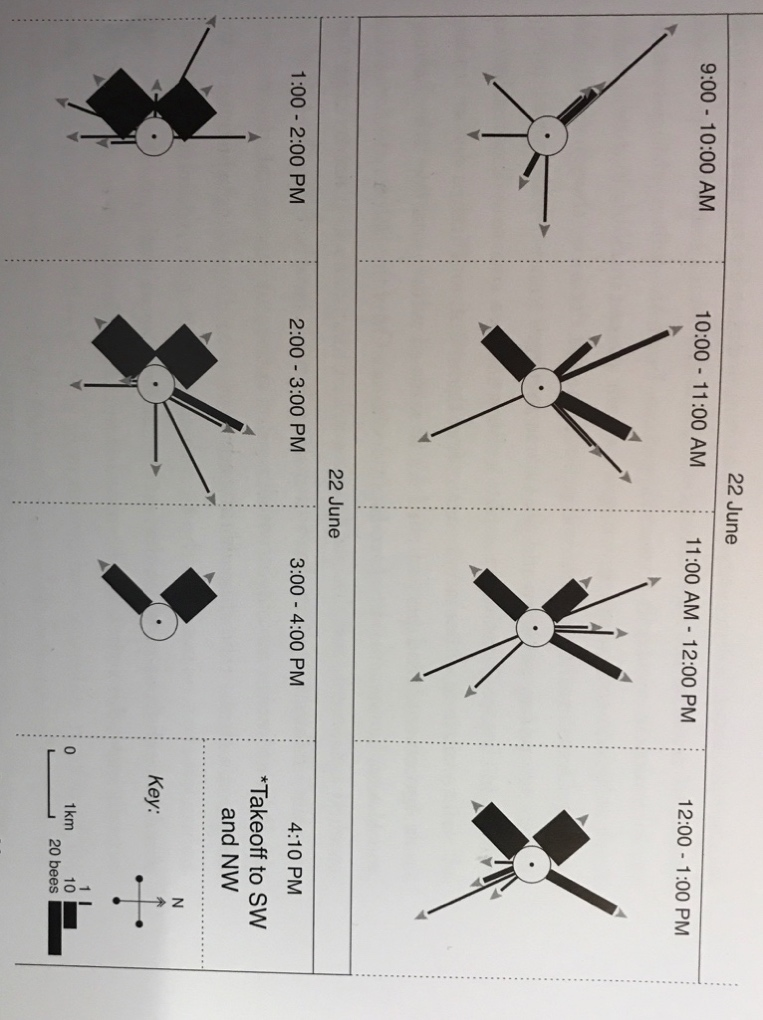 22 June
9:00 - 10:00 AM
10:00 - 11:00 AM
11:00 AM - 12:00 PM
12:00 - 1:00 PM
22 June
1:00 - 2:00 PM
2:00 - 3:00 PM
3:00 - 4:00 PM
4:10 PM
*Takeoff to SW
and NW
Key:
N
0 1km
1
10
20 bees